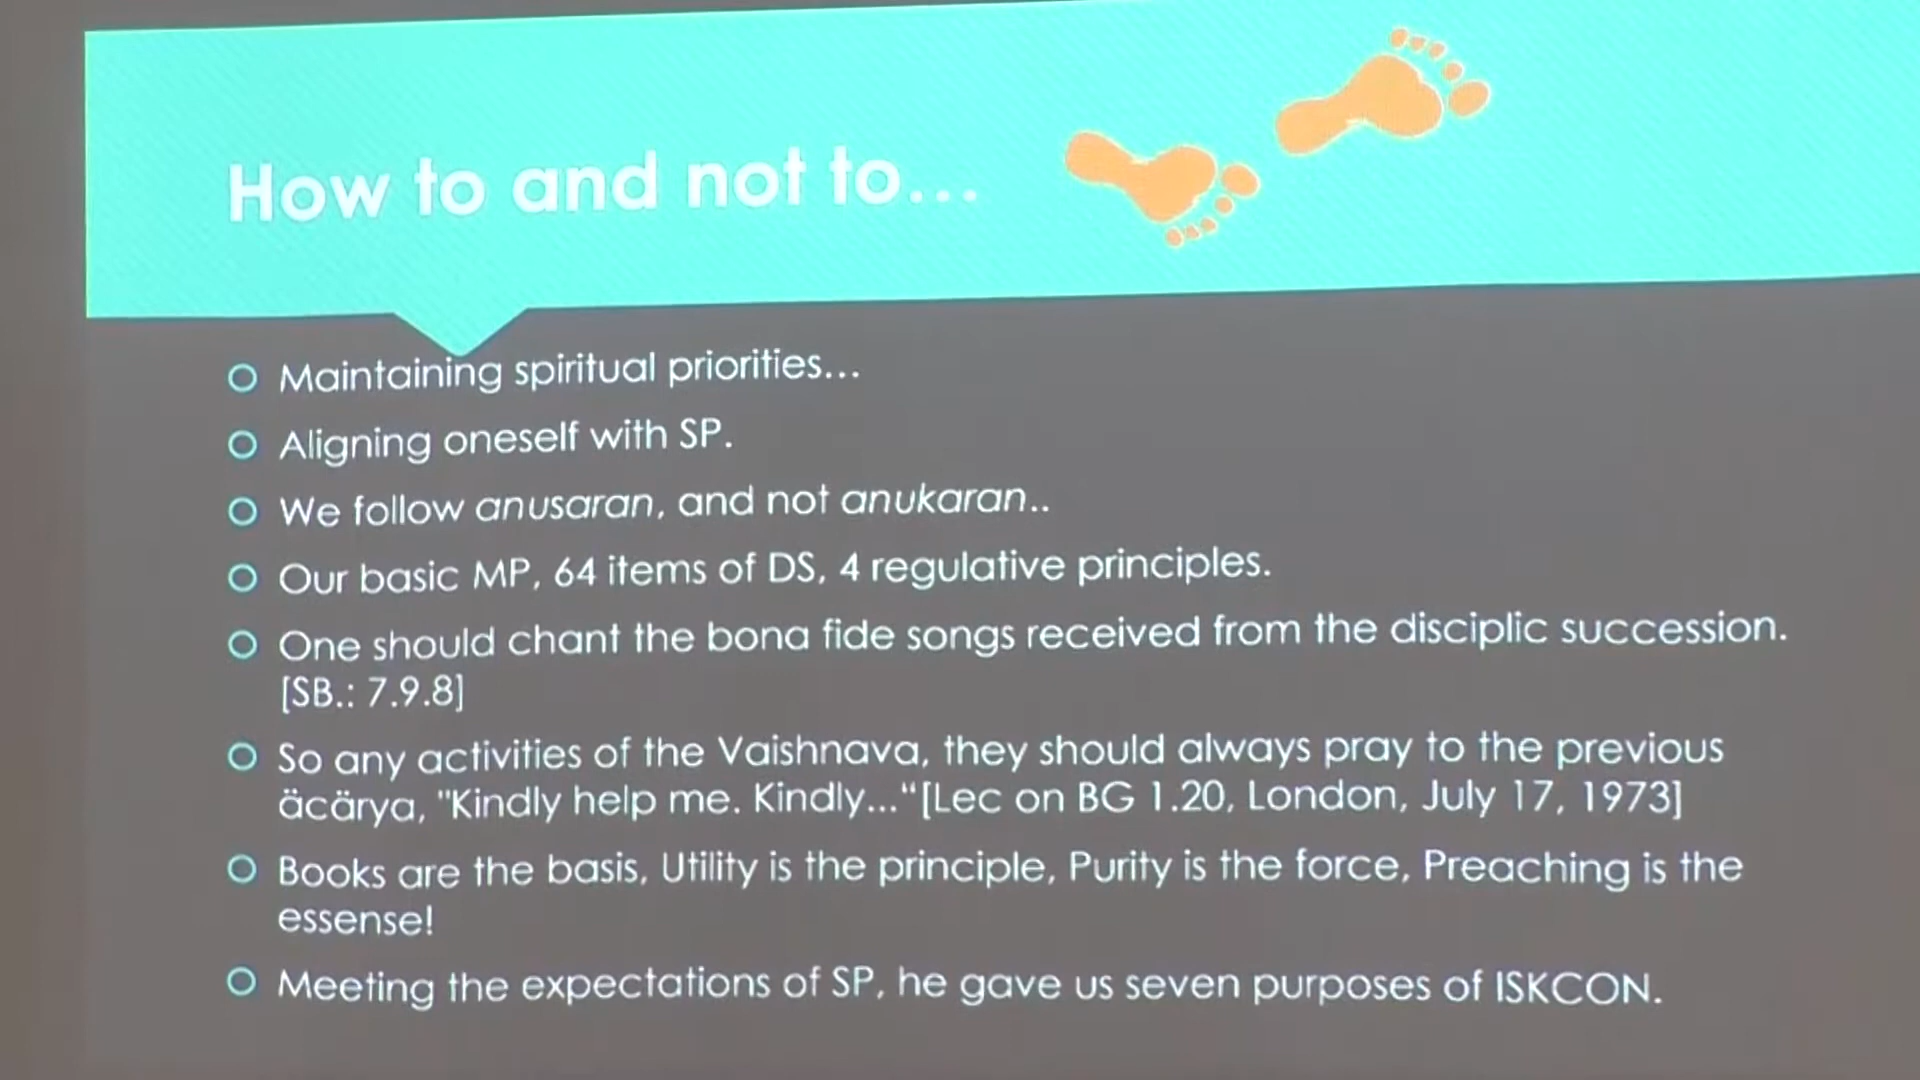 How to and not to...
Maintaining spiritual priorities...
Aligning oneself with SP.
We follow anusaran, and not anukaran..
Our basic MP, 64 items of DS, 4 regulative principles.
One should chant the bona fide songs received from the disciplic succession.
[SB.: 7.9.8]
So any activities of the Vaishnava, they should always pray to the previous
äcärya, "Kindly help me. Kindly..."[Lec on BG 1.20, London, July 17, 1973]
Books are the basis, Utility is the principle, Purity is the force, Preaching is the
essense!
Meeting the expectations of SP, he gave us seven purposes of ISKCON.